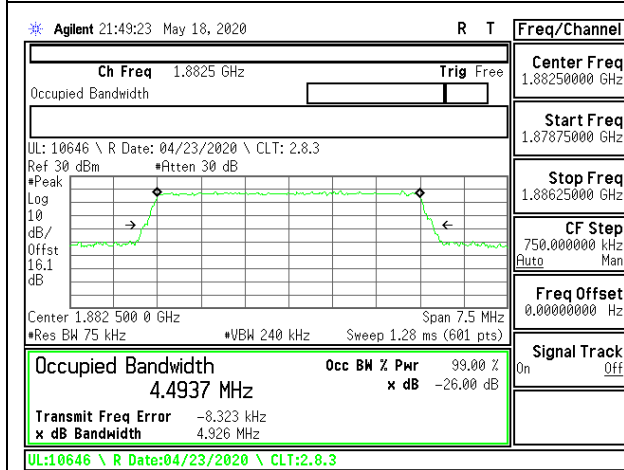 Agilent 21:49:23 May 18, 2020 R T
Ch Freq 1.8825 GHz Trig Free
Occupied Bandwidth
UL: 10646 \ R Date: 04/23/2020 \ CLT: 2.8.3
Ref 30 dBm #Atten 30 dB
#Peak
Log
10
dB/
Offst
16.1
dB
Center 1.882 500 0 GHz Span 7.5 MHz
#Res BW 75 kHz #VBW 240 kHz Sweep 1.28 ms (601 pts)
Occupied Bandwidth Occ BW % Pwr 99.00 %
4.4937 MHz x dB -26.00 dB
Transmit Freq Error -8.323 kHz
x dB Bandwidth 4.926 MHz
UL:10646 \ R Date:04/23/2020 \ CLT:2.8.3
Freq/Channel
Center Freq
1.88250000 GHz
Start Freq
1.87875000 GHz
Stop Freq
1.88625000 GHz
CF Step
750.000000 kHz
Auto Man
Freq Offset
0.00000000 Hz
Signal Track
On Off